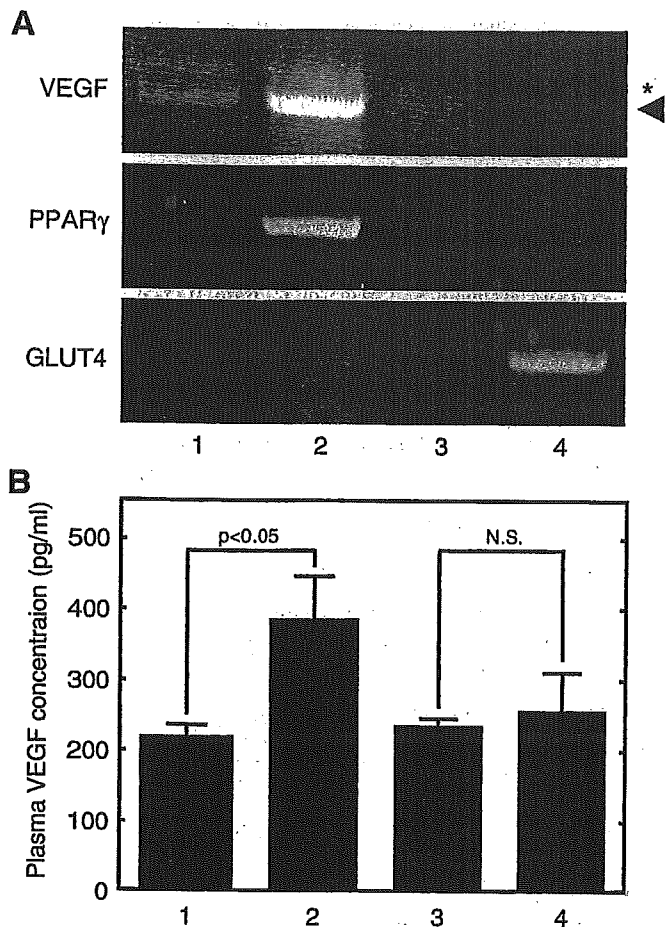 A
VEGF
*
PPARγ
GLUT4
1 2 3 4
B
Plasma VEGF concentraion (pg/ml)
500
400
300
200
100
0
p<0.05
N.S.
1 2 3 4